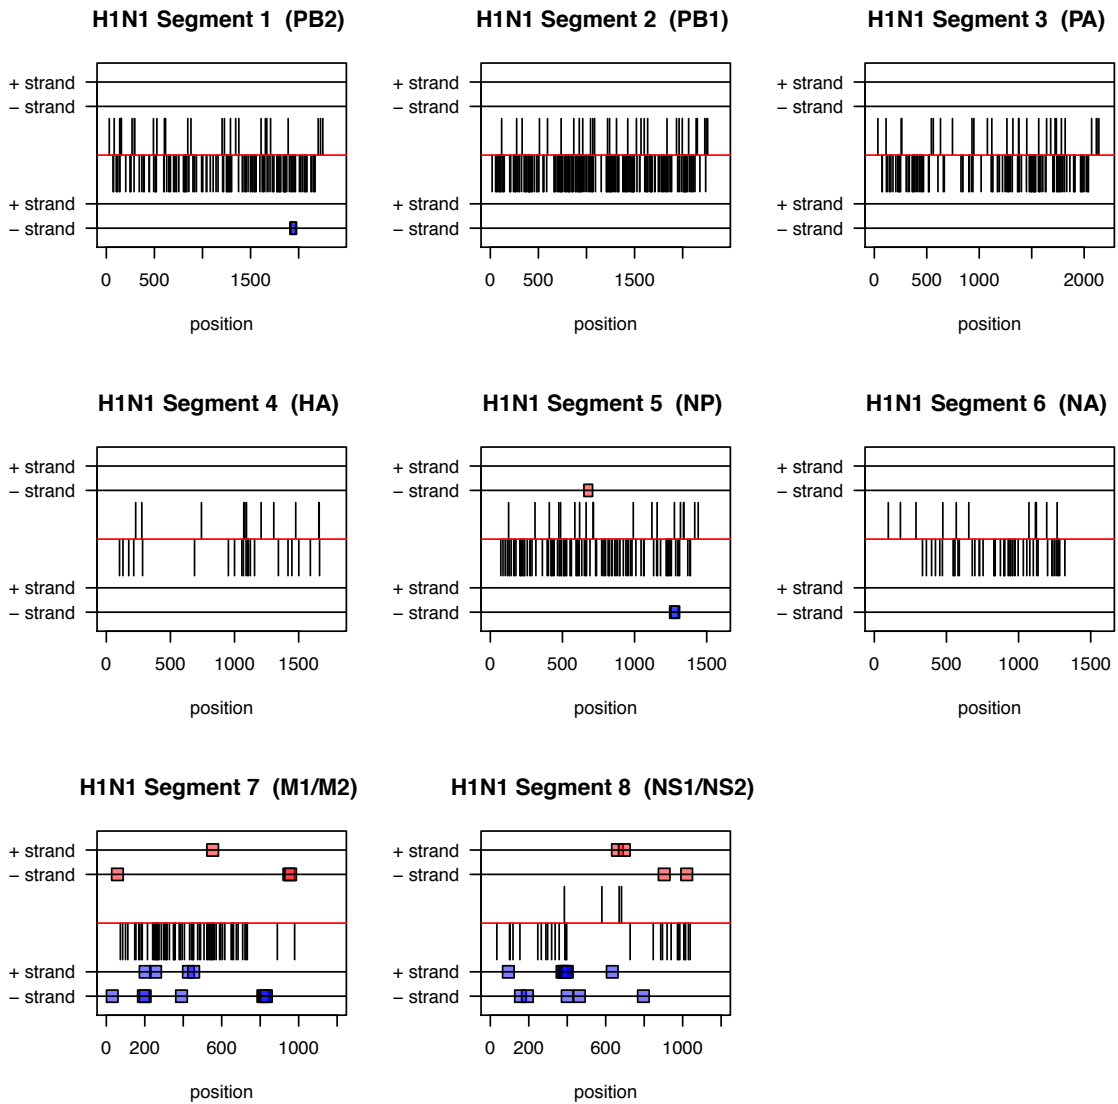 H1N1 Segment 1 (PB2)
+ strand
− strand
+ strand
− strand
0 500 1500
position
H1N1 Segment 2 (PB1)
+ strand
− strand
+ strand
− strand
0 500 1500
position
H1N1 Segment 3 (PA)
+ strand
− strand
+ strand
− strand
0 500 1000 2000
position
H1N1 Segment 4 (HA)
+ strand
− strand
+ strand
− strand
0 500 1000 1500
position
H1N1 Segment 5 (NP)
+ strand
− strand
+ strand
− strand
0 500 1000 1500
position
H1N1 Segment 6 (NA)
+ strand
− strand
+ strand
− strand
0 500 1000 1500
position
H1N1 Segment 7 (M1/M2)
+ strand
− strand
+ strand
− strand
0 200 600 1000
position
H1N1 Segment 8 (NS1/NS2)
+ strand
− strand
+ strand
− strand
0 200 600 1000
position